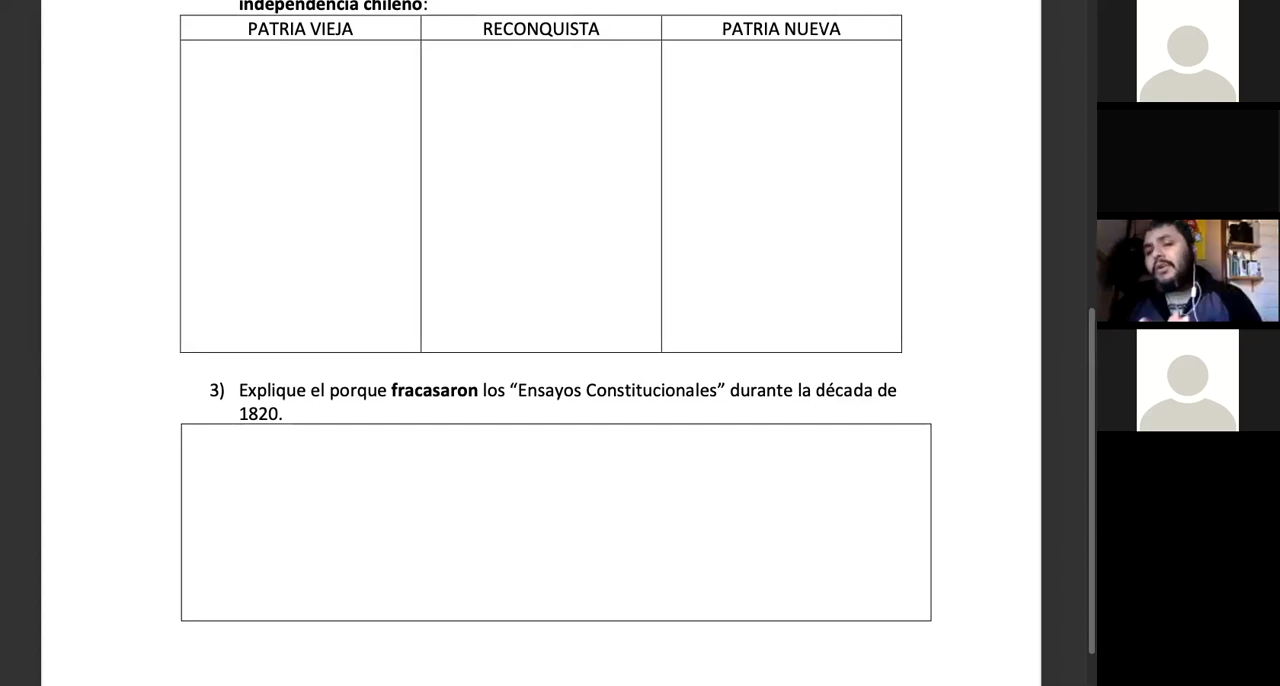 independencia chileno:
PATRIA VIEJA RECONQUISTA PATRIA NUEVA
3) Explique el porque fracasaron los “Ensayos Constitucionales” durante la década de
1820.